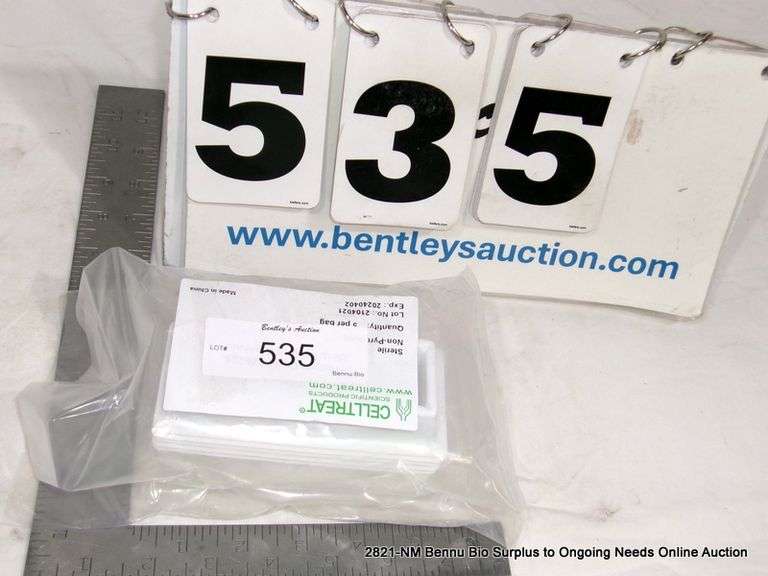 5 3 5
www.bentleysauction.com
Made in China
Exp.: 20240402
Lot No.: 2104021
Quantity: 5 per bag
Non-Pyro
Sterile
Bentley's Auction
LOT#
535
Bennu Bio
www.celltreat.com
SCIENTIFIC PRODUCTS
CELLTREAT®
2821-NM Bennu Bio Surplus to Ongoing Needs Online Auction